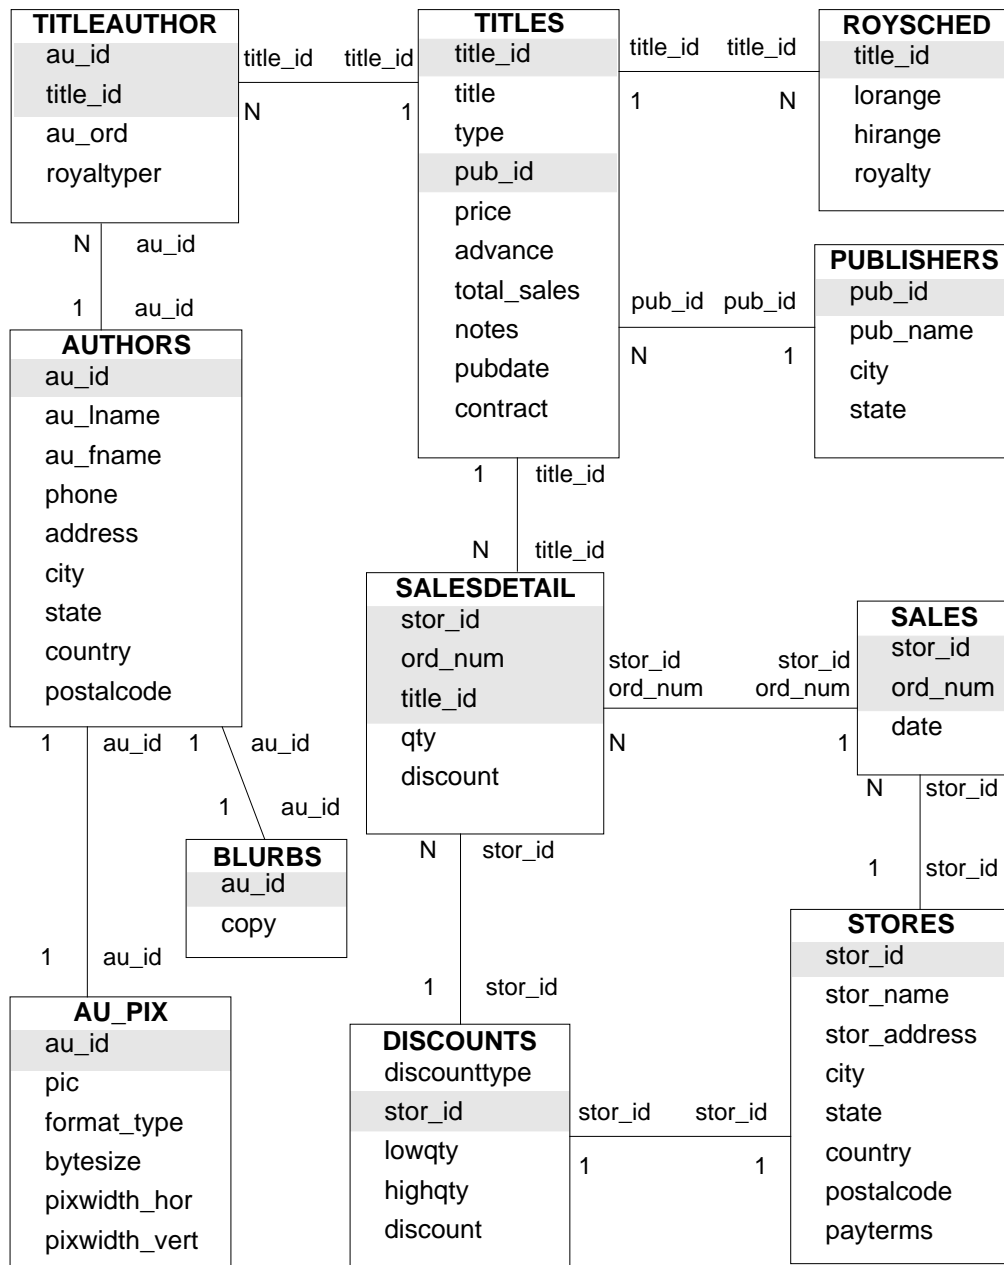 TITLEAUTHOR
au_id
title_id
au_ord
royaltyper
title_id title_id
N 1
TITLES
title_id
title
type
pub_id
price
advance
total_sales
notes
pubdate
contract
title_id title_id
1 N
ROYSCHED
title_id
lorange
hirange
royalty
pub_id pub_id
N 1
PUBLISHERS
pub_id
pub_name
city
state
N au_id
1 au_id
AUTHORS
au_id
au_lname
au_fname
phone
address
city
state
country
postalcode
1 title_id
N title_id
SALESDETAIL
stor_id
ord_num
title_id
qty
discount
stor_id stor_id
ord_num ord_num
N 1
SALES
stor_id
ord_num
date
1 au_id 1 au_id
1 au_id
BLURBS
au_id
copy
1 au_id
AU_PIX
au_id
pic
format_type
bytesize
pixwidth_hor
pixwidth_vert
N stor_id
1 stor_id
DISCOUNTS
discounttype
stor_id
lowqty
highqty
discount
stor_id stor_id
1 1
N stor_id
1 stor_id
STORES
stor_id
stor_name
stor_address
city
state
country
postalcode
payterms